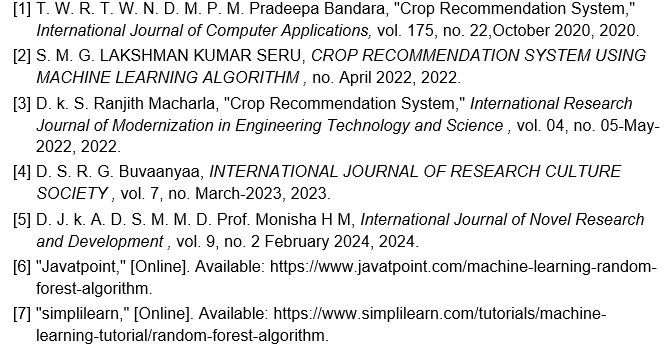 [1] T. W. R. T. W. N. D. M. P. M. Pradeepa Bandara, "Crop Recommendation System,"
International Journal of Computer Applications, vol. 175, no. 22,October 2020, 2020.
[2] S. M. G. LAKSHMAN KUMAR SERU, CROP RECOMMENDATION SYSTEM USING
MACHINE LEARNING ALGORITHM , no. April 2022, 2022.
[3] D. k. S. Ranjith Macharla, "Crop Recommendation System," International Research
Journal of Modernization in Engineering Technology and Science , vol. 04, no. 05-May-
2022, 2022.
[4] D. S. R. G. Buvaanyaa, INTERNATIONAL JOURNAL OF RESEARCH CULTURE
SOCIETY , vol. 7, no. March-2023, 2023.
[5] D. J. k. A. D. S. M. M. D. Prof. Monisha H M, International Journal of Novel Research
and Development , vol. 9, no. 2 February 2024, 2024.
[6] "Javatpoint," [Online]. Available: https://www.javatpoint.com/machine-learning-random-
forest-algorithm.
[7] "simplilearn," [Online]. Available: https://www.simplilearn.com/tutorials/machine-
learning-tutorial/random-forest-algorithm.